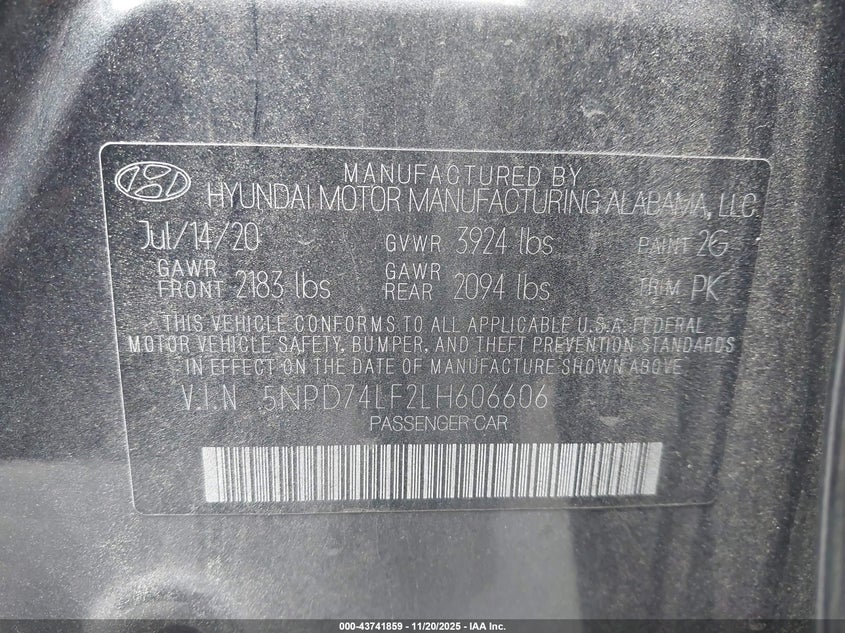 MANUFACTURED BY
HYUNDAI MOTOR MANUFACTURING ALABAMA, LLC
Jul/14/20 GVWR 3924 lbs PAINT 2G
GAWR FRONT 2183 lbs GAWR REAR 2094 lbs TRIM PK
THIS VEHICLE CONFORMS TO ALL APPLICABLE U.S.A. FEDERAL
MOTOR VEHICLE SAFETY, BUMPER, AND THEFT PREVENTION STANDARDS
IN EFFECT ON THE DATE OF MANUFACTURE SHOWN ABOVE
V.I.N 5NPD74LF2LH606606
PASSENGER CAR
000-43741859 - 11/20/2025 - IAA Inc.